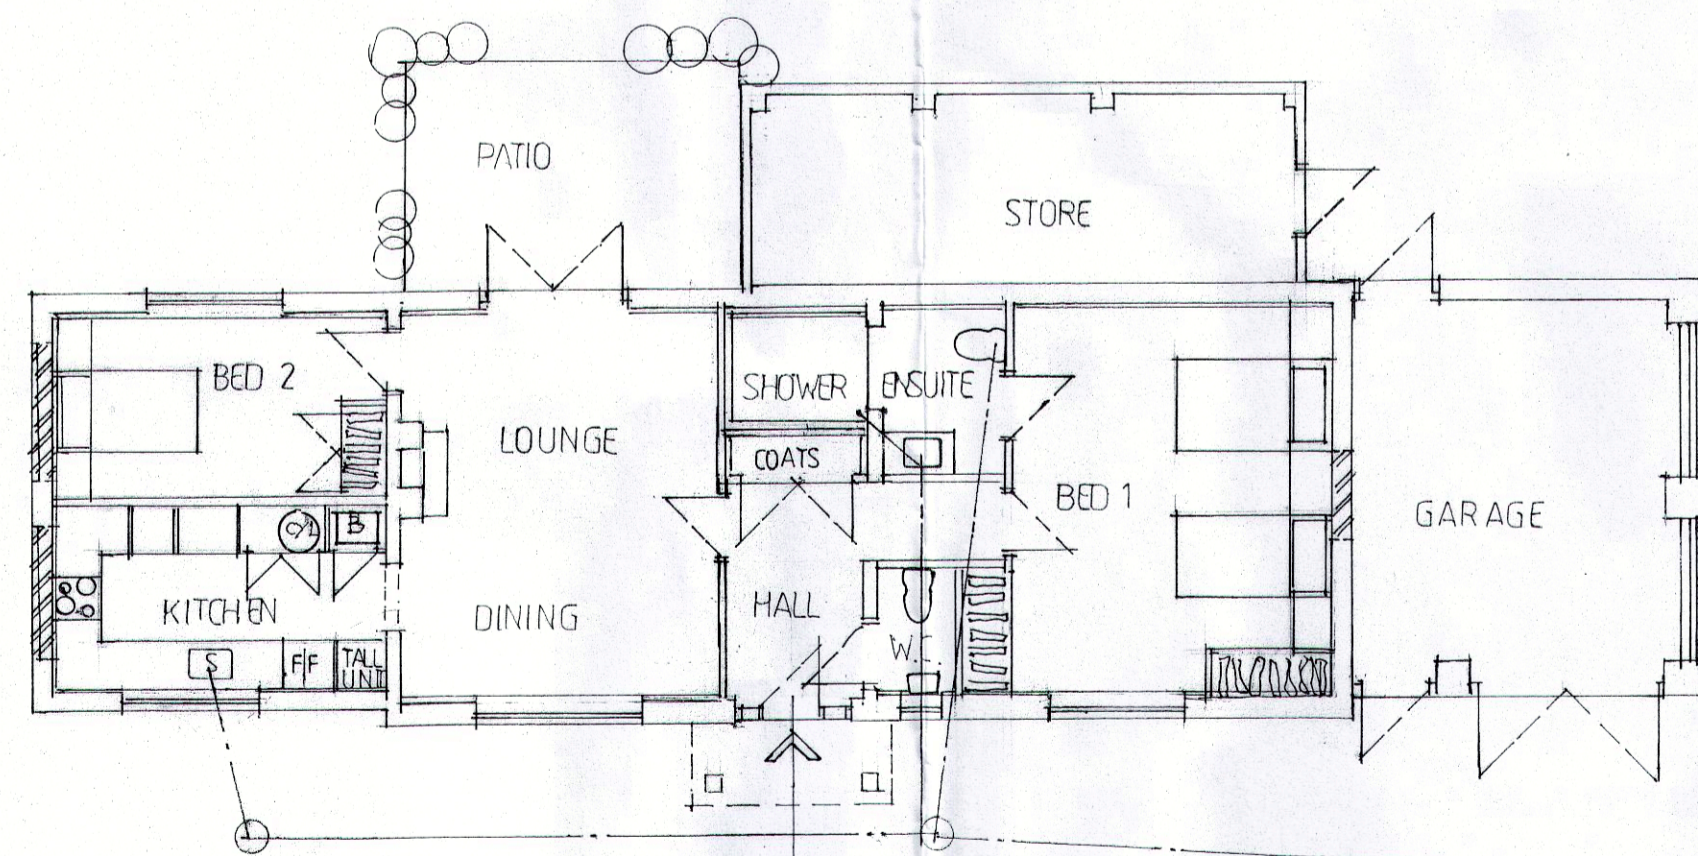 PATIO
STORE
BED 2
SHOWER
ENSUITE
LOUNGE
COATS
BED 1
GARAGE
B
KITCHEN
DINING
HALL
W.C
S
F/F
TALL
UNIT